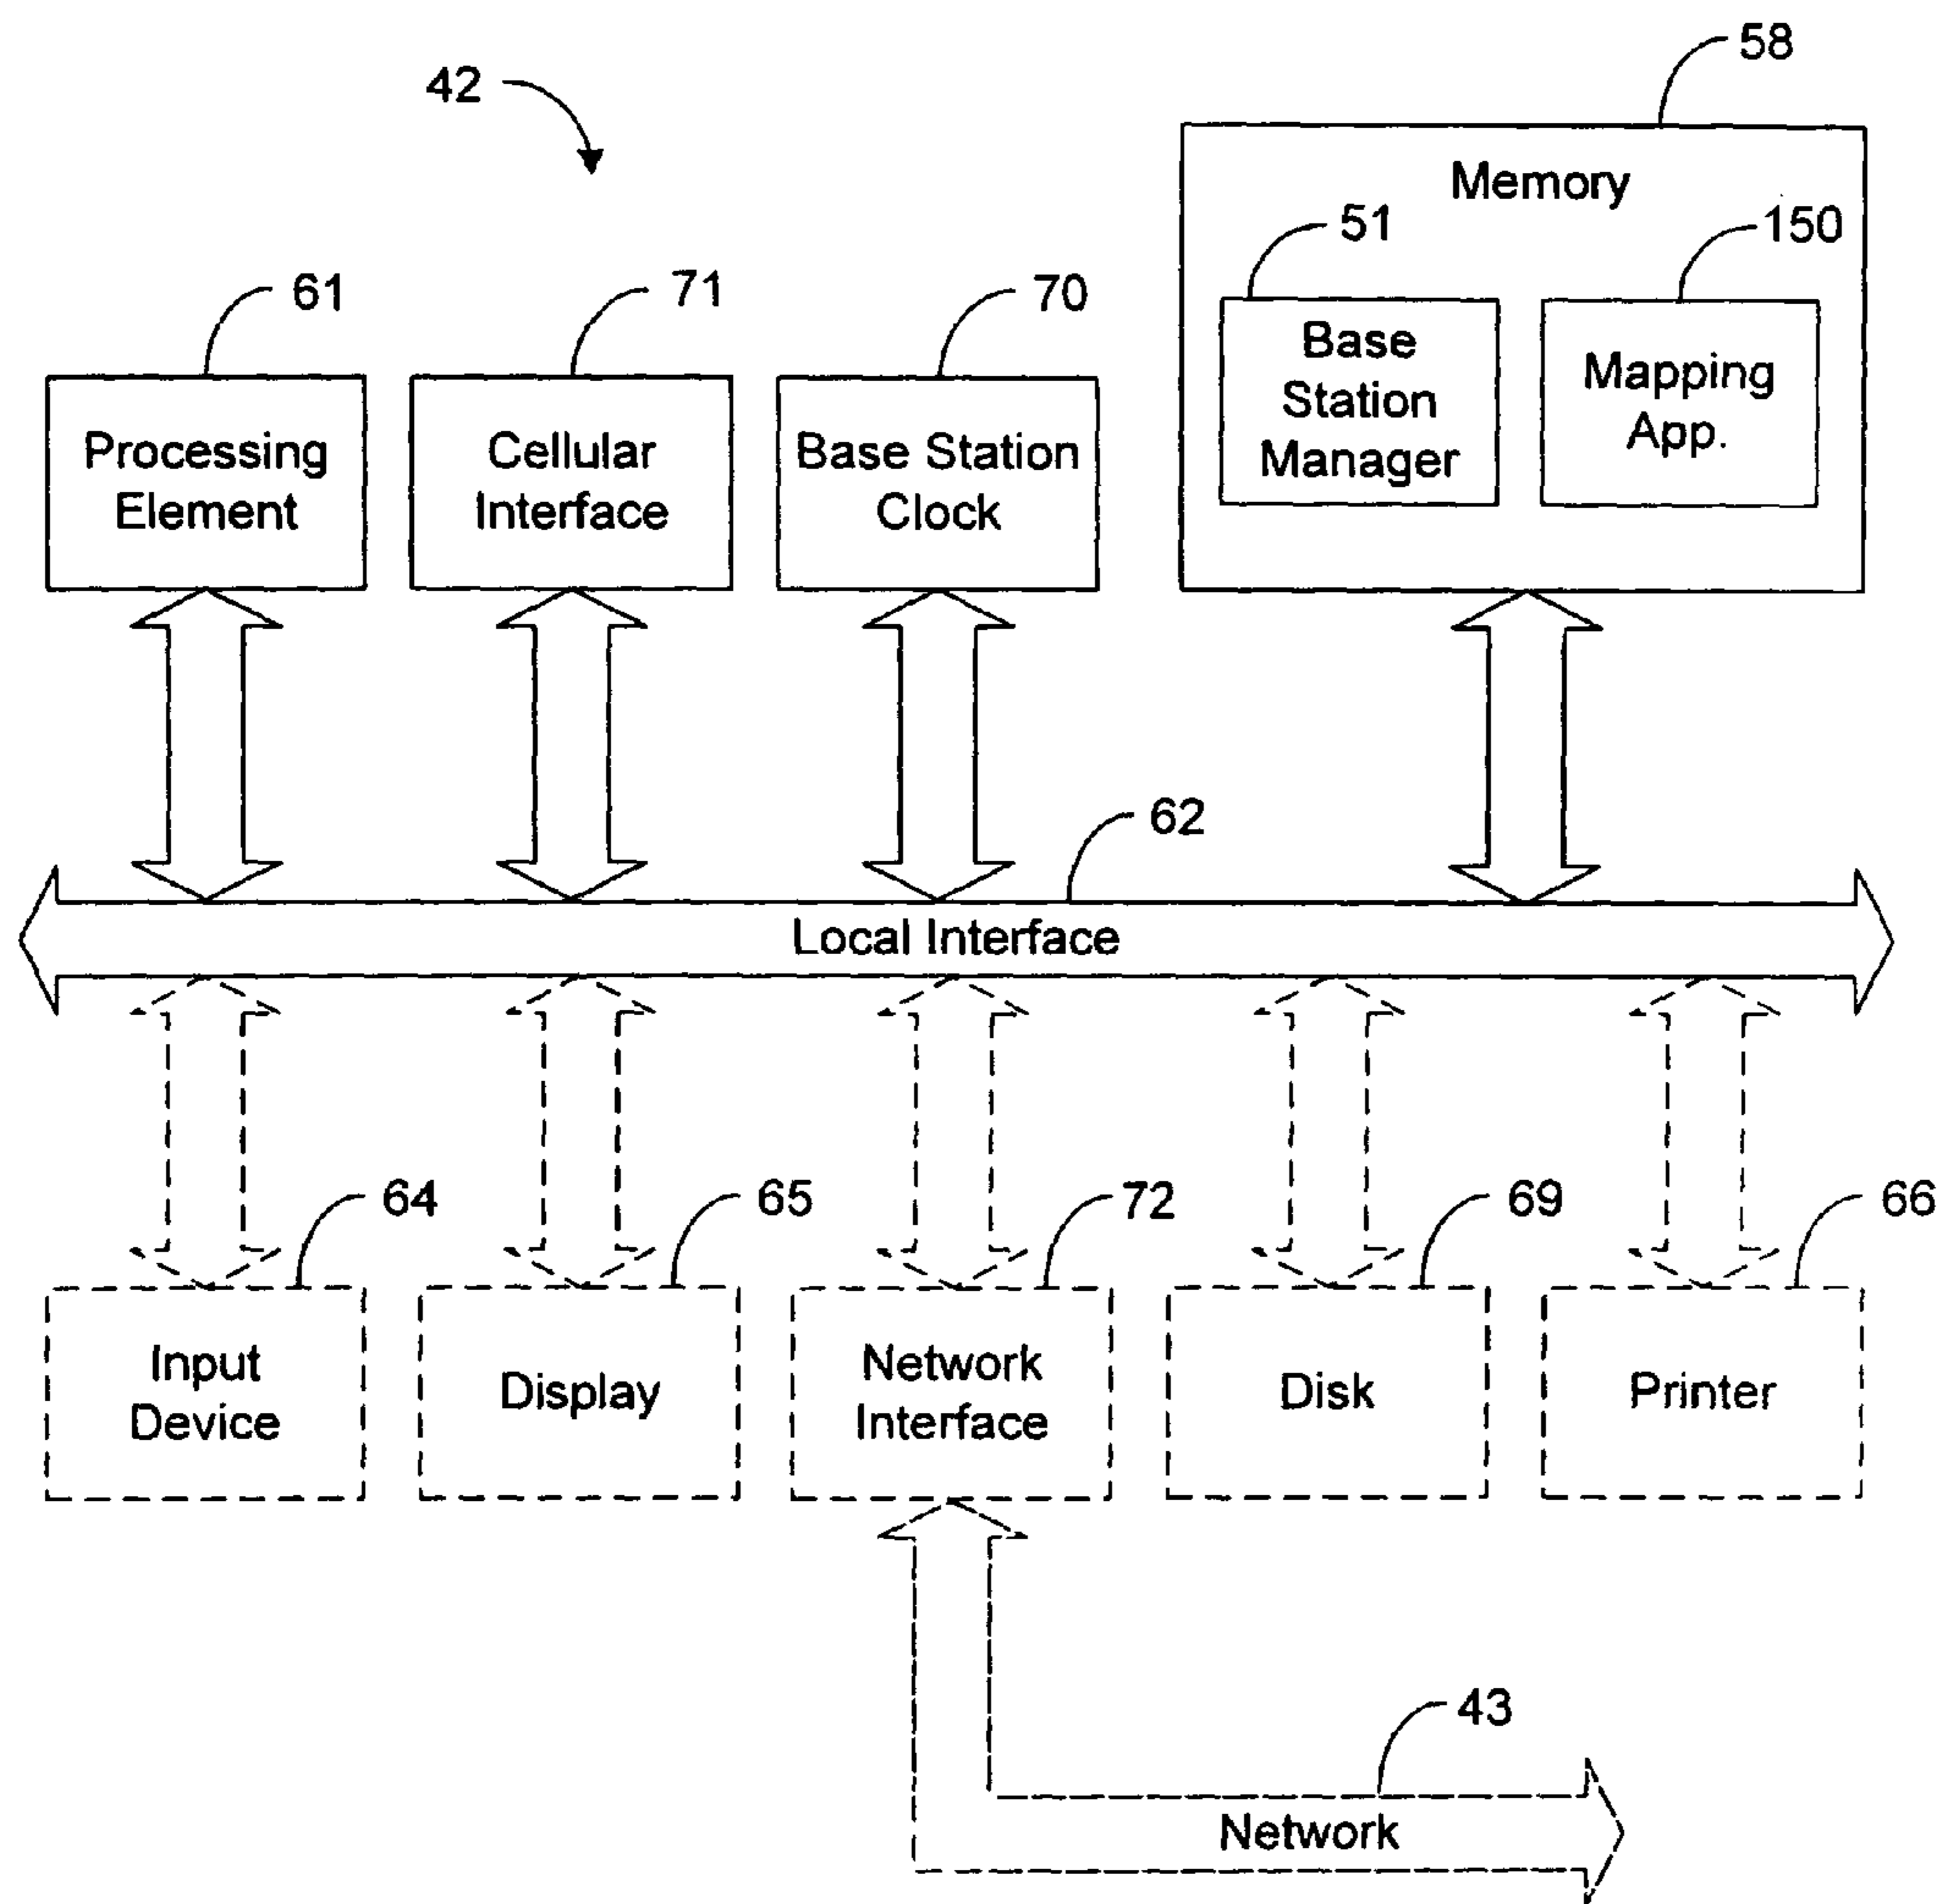 58
42
Memory
51
150
61
71
70
Base
Station
Manager
Mapping
App.
Processing
Element
Cellular
Interface
Base Station
Clock
62
Local Interface
64
65
72
69
66
Input
Device
Display
Network
Interface
Disk
Printer
43
Network